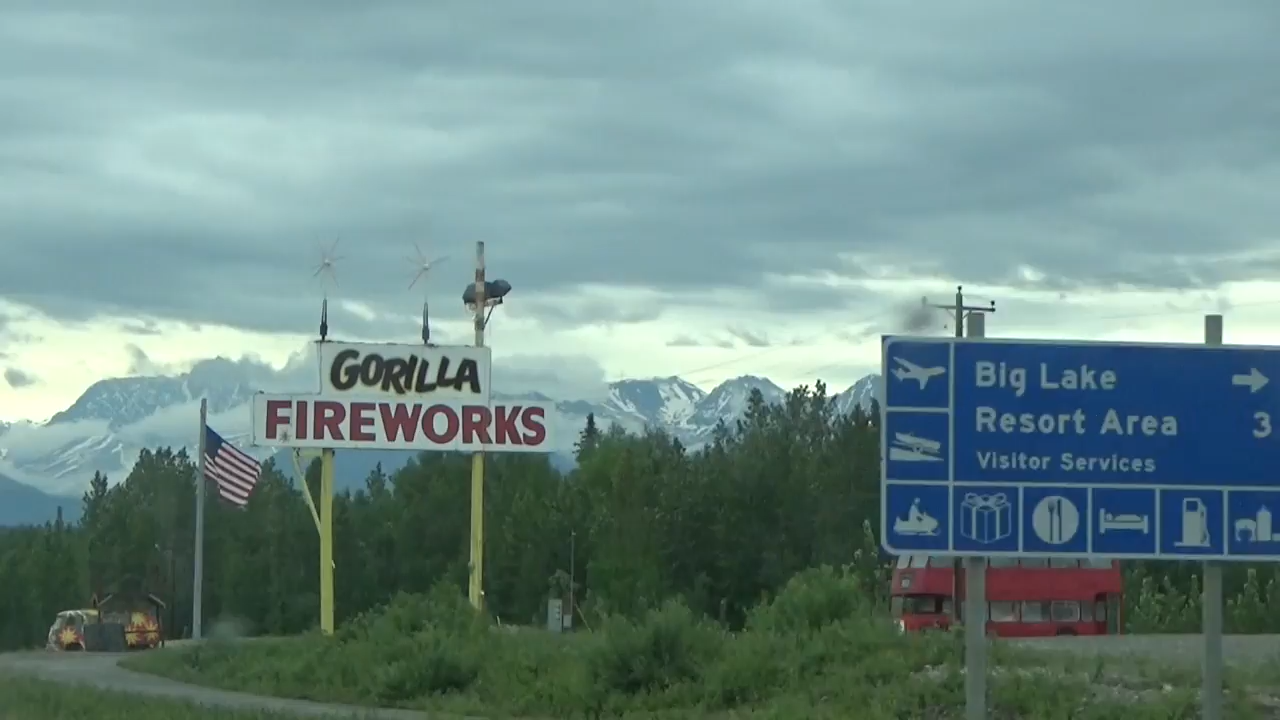 GORILLA
FIREWORKS
Big Lake
Resort Area 3
Visitor Services